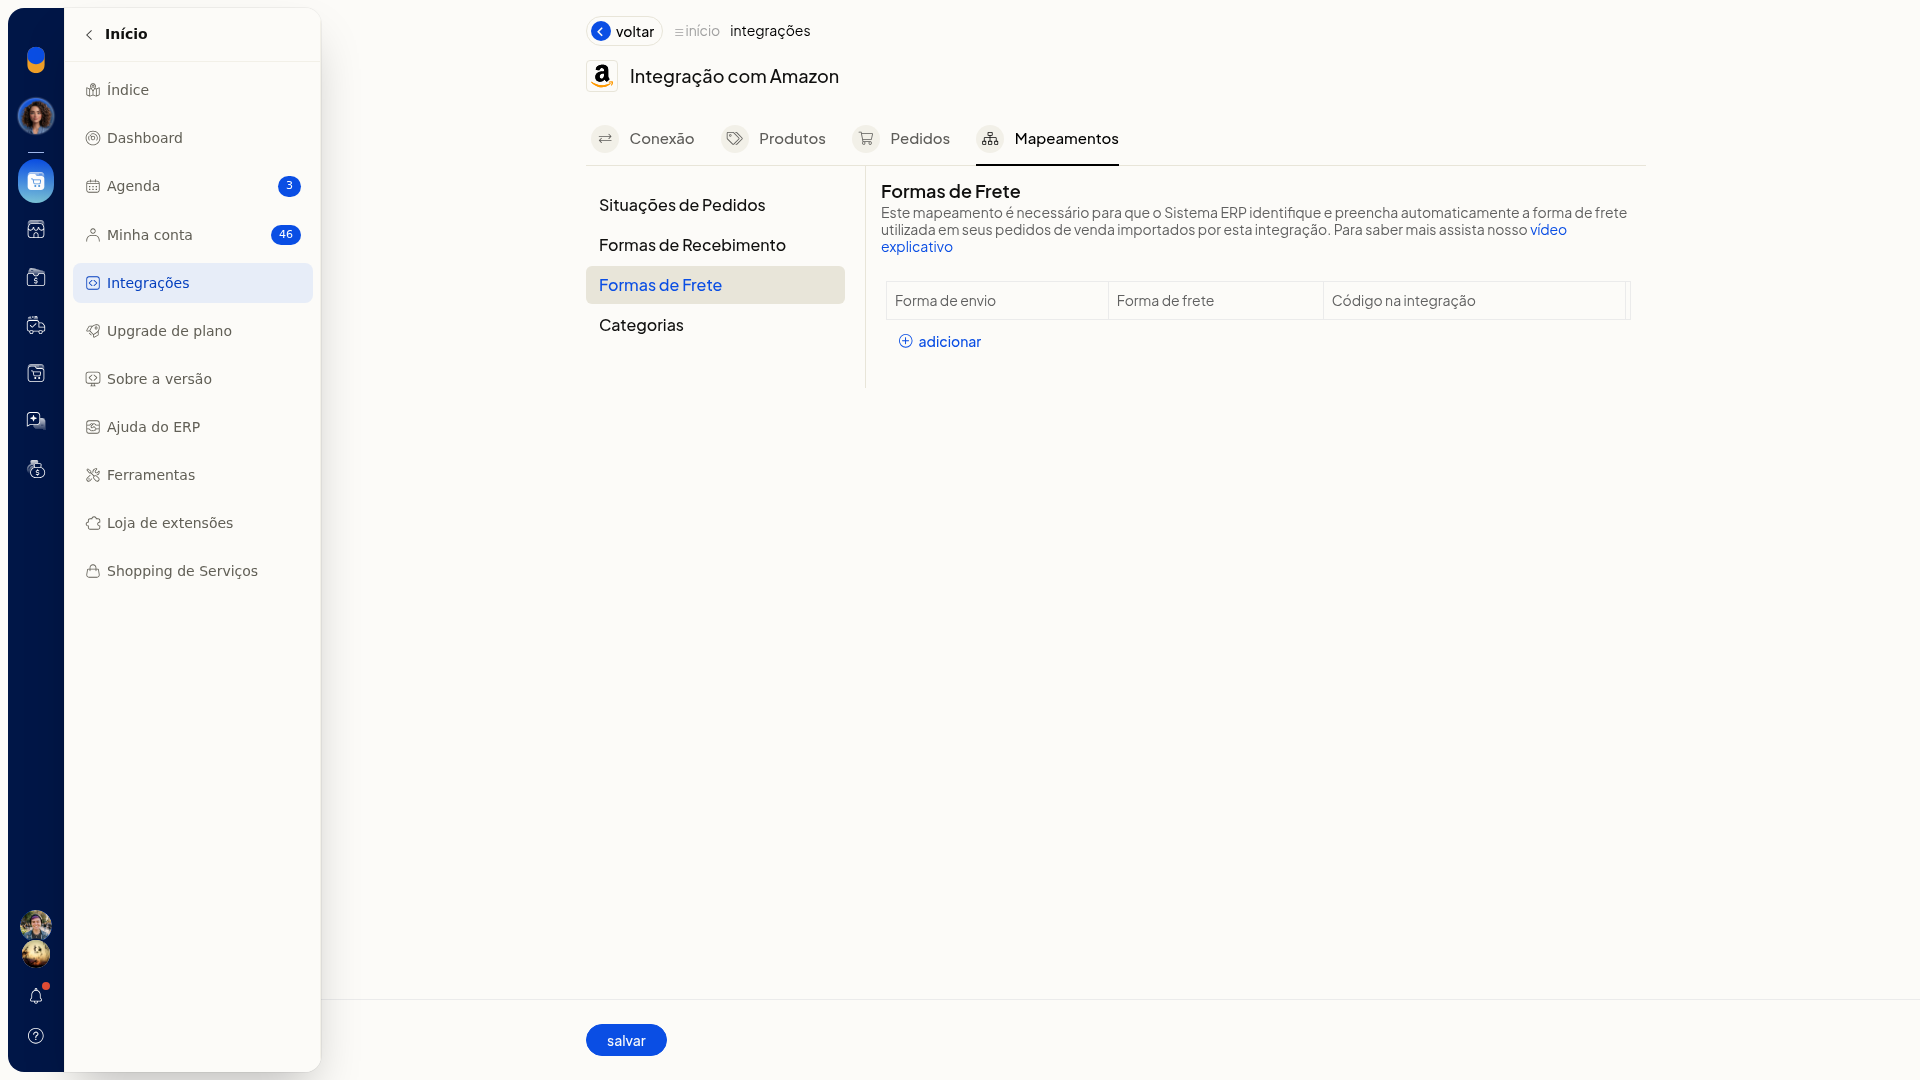 Início
Índice
Dashboard
Agenda
3
Minha conta
46
Integrações
Upgrade de plano
Sobre a versão
Ajuda do ERP
Ferramentas
Loja de extensões
Shopping de Serviços
voltar
início
integrações
Integração com Amazon
Conexão
Produtos
Pedidos
Mapeamentos
Situações de Pedidos
Formas de Recebimento
Formas de Frete
Categorias
Formas de Frete
Este mapeamento é necessário para que o Sistema ERP identifique e preencha automaticamente a forma de frete
utilizada em seus pedidos de venda importados por esta integração. Para saber mais assista nosso vídeo
explicativo
Forma de envio
Forma de frete
Código na integração
adicionar
salvar